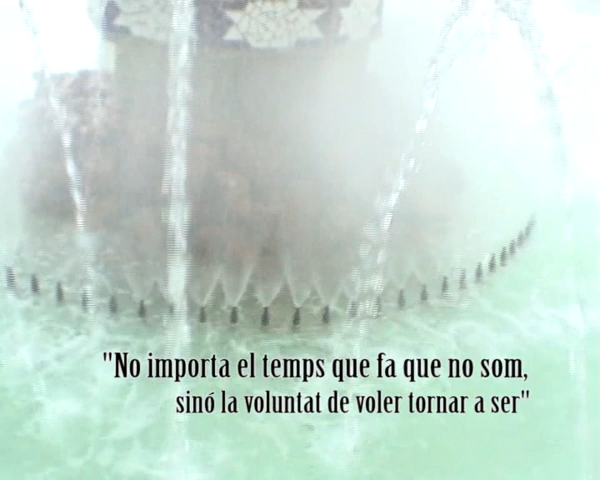 "No importa el temps que fa que no som,
sinó la voluntat de voler tornar a ser"